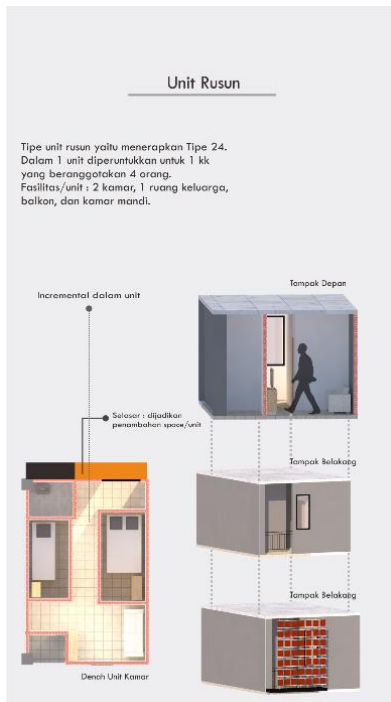 Unit Rusun
Tipe unit rusun yaitu menerapkan Tipe 24.
Dalam 1 unit diperuntukkan untuk 1 kk
yang beranggotakan 4 orang.
Fasilitas/unit : 2 kamar, 1 ruang keluarga,
balkon, dan kamar mandi.
Tampak Depan
Incremental dalam unit
Selasar : dijadikan
penambahan space/unit
Tampak Belakang
Tampak Belakang
Denah Unit Kamar